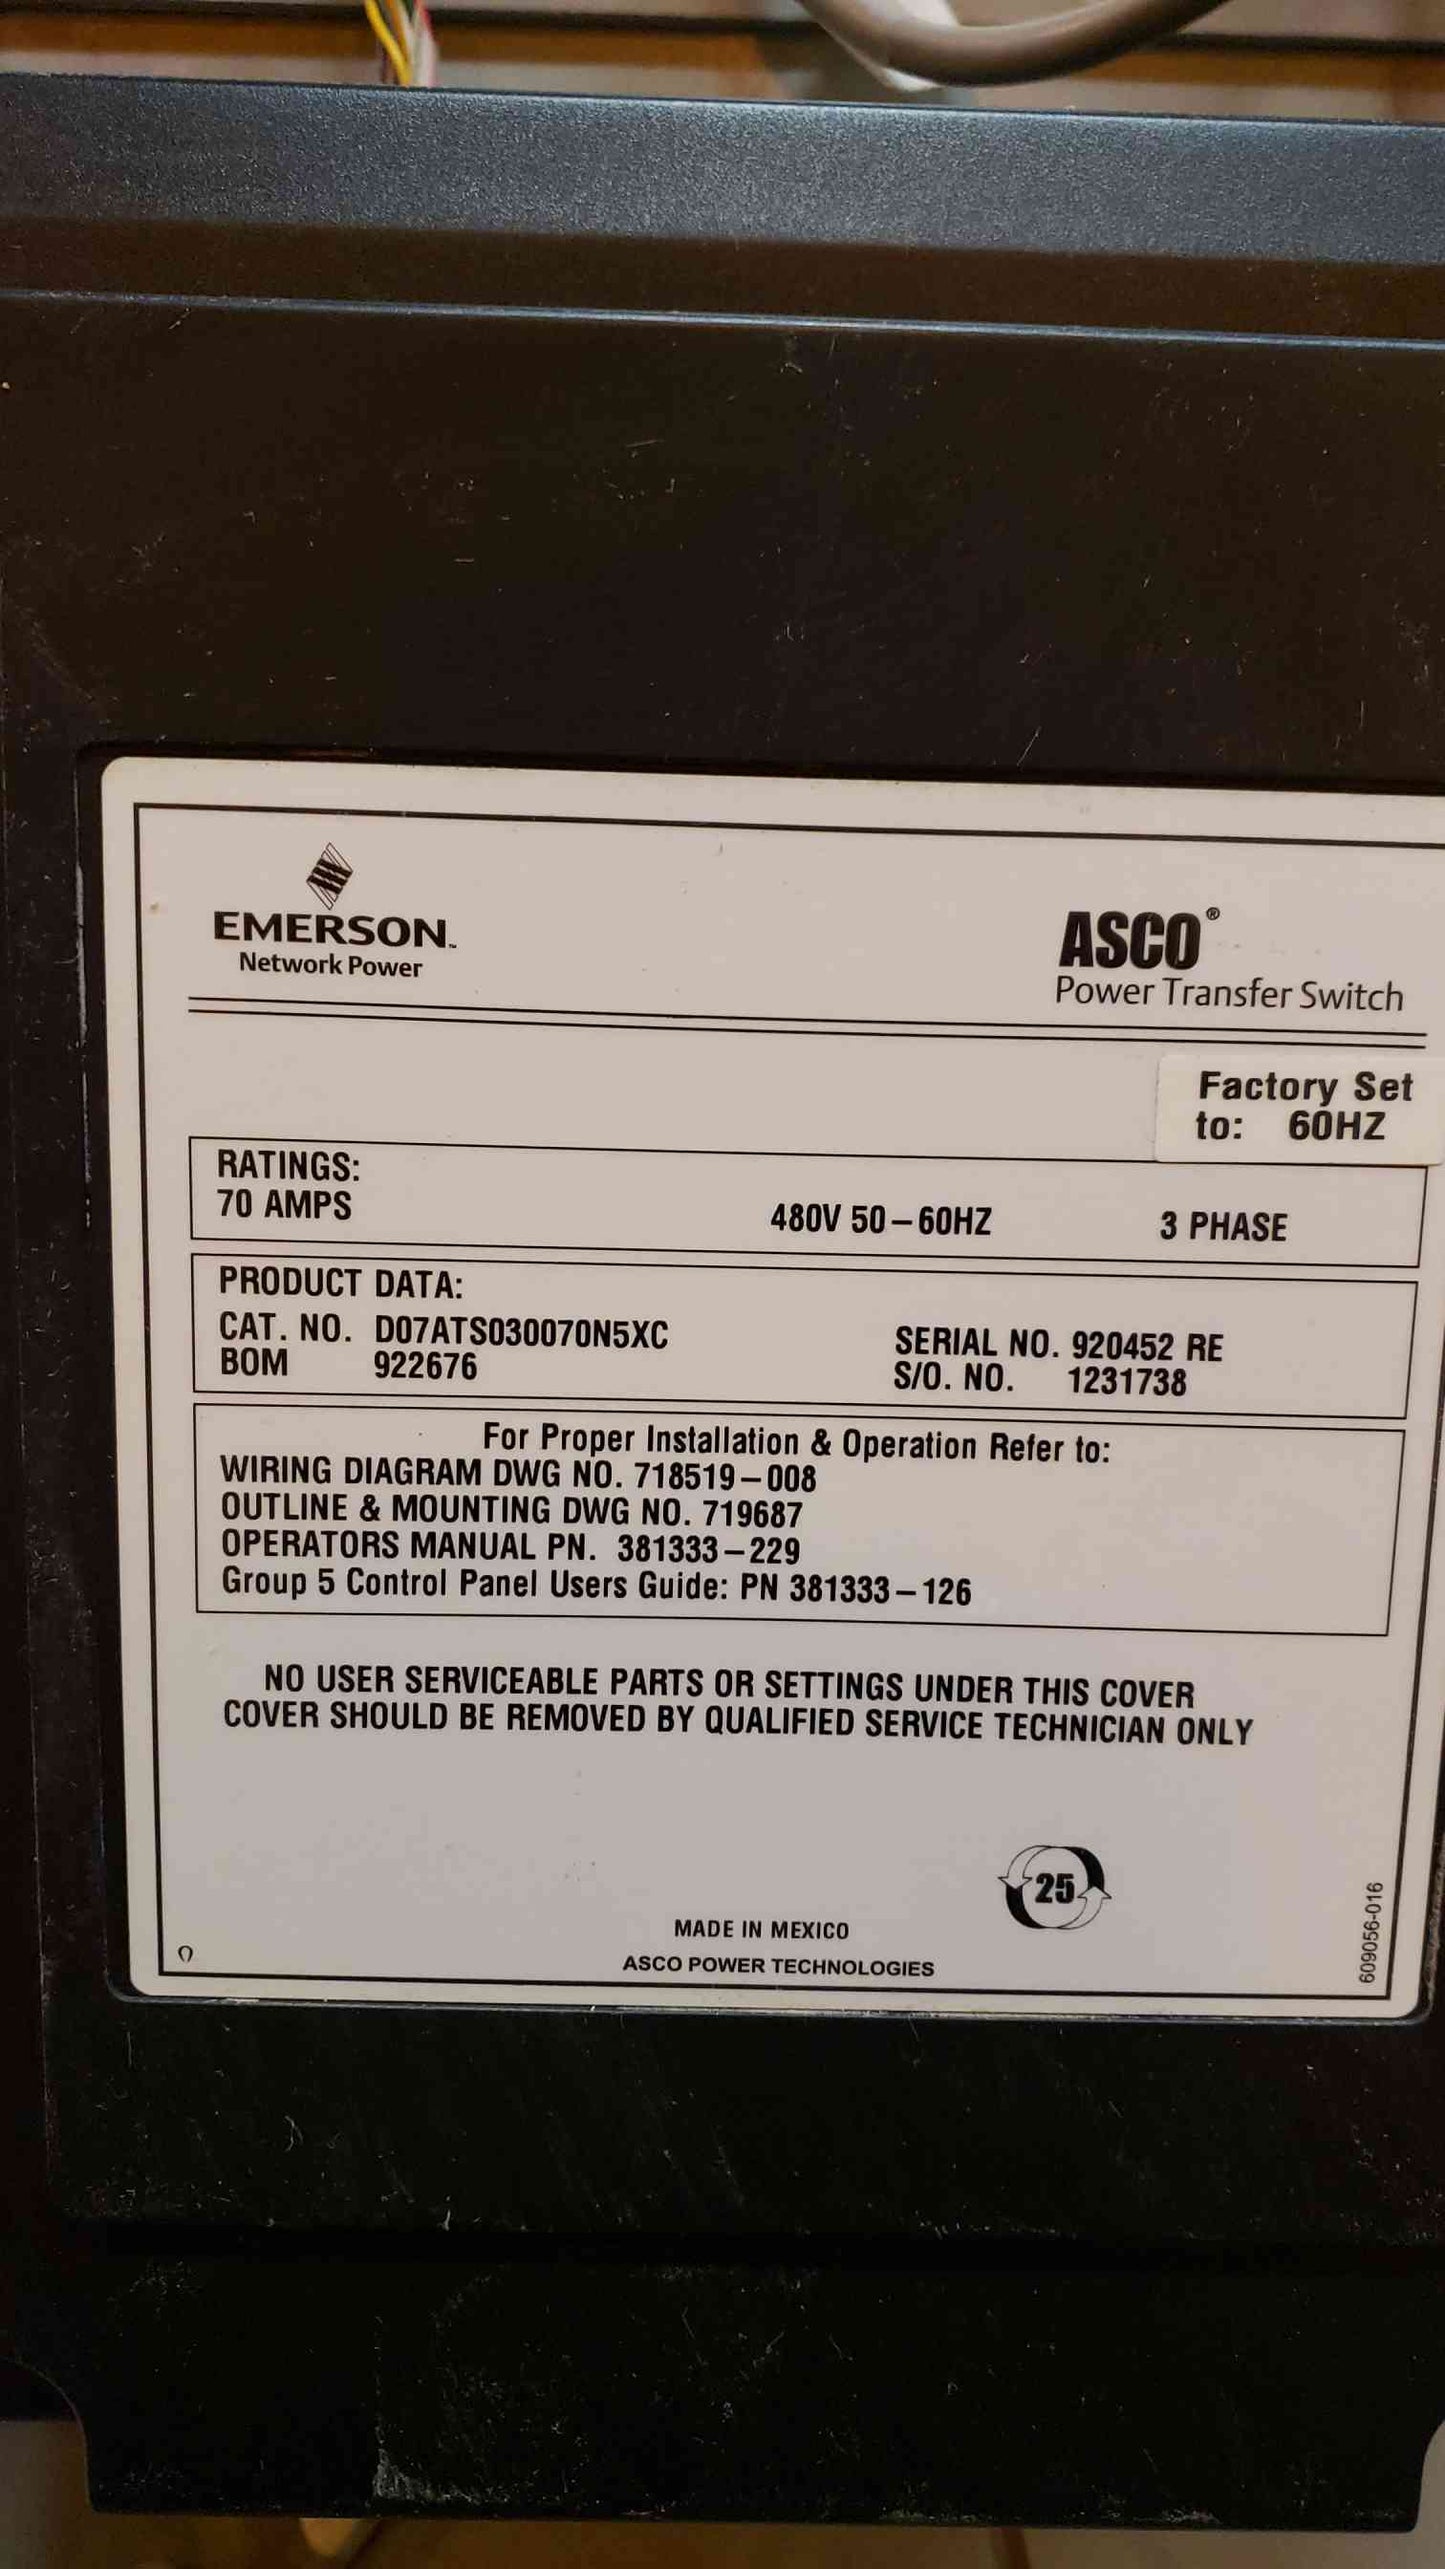 EMERSON™
Network Power
ASCO®
Power Transfer Switch
Factory Set
to: 60HZ
RATINGS:
70 AMPS 480V 50–60HZ 3 PHASE
PRODUCT DATA:
CAT. NO. D07ATS030070N5XC SERIAL NO. 920452 RE
BOM 922676 S/O. NO. 1231738
For Proper Installation & Operation Refer to:
WIRING DIAGRAM DWG NO. 718519–008
OUTLINE & MOUNTING DWG NO. 719687
OPERATORS MANUAL PN. 381333–229
Group 5 Control Panel Users Guide: PN 381333–126
NO USER SERVICEABLE PARTS OR SETTINGS UNDER THIS COVER
COVER SHOULD BE REMOVED BY QUALIFIED SERVICE TECHNICIAN ONLY
25
MADE IN MEXICO
ASCO POWER TECHNOLOGIES
609056-016